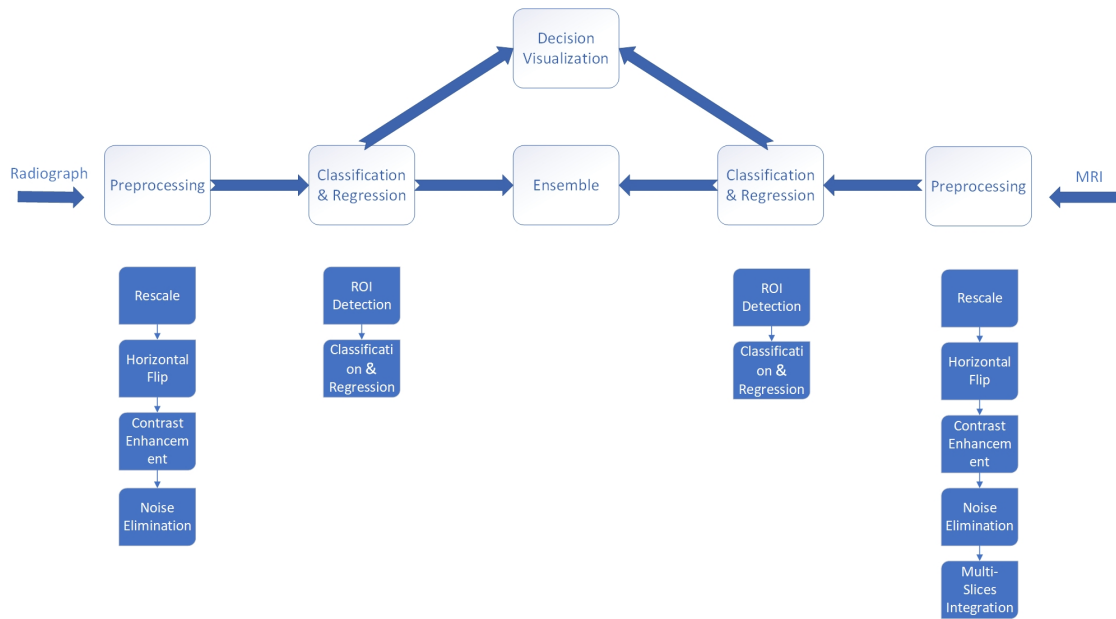 Decision
Visualization
Radiograph
Preprocessing
Classification
& Regression
Ensemble
Classification
& Regression
Preprocessing
MRI
Rescale
Horizontal
Flip
Contrast
Enhancem
ent
Noise
Elimination
ROI
Detection
Classificati
on &
Regression
ROI
Detection
Classificati
on &
Regression
Rescale
Horizontal
Flip
Contrast
Enhancem
ent
Noise
Elimination
Multi-
Slices
Integration